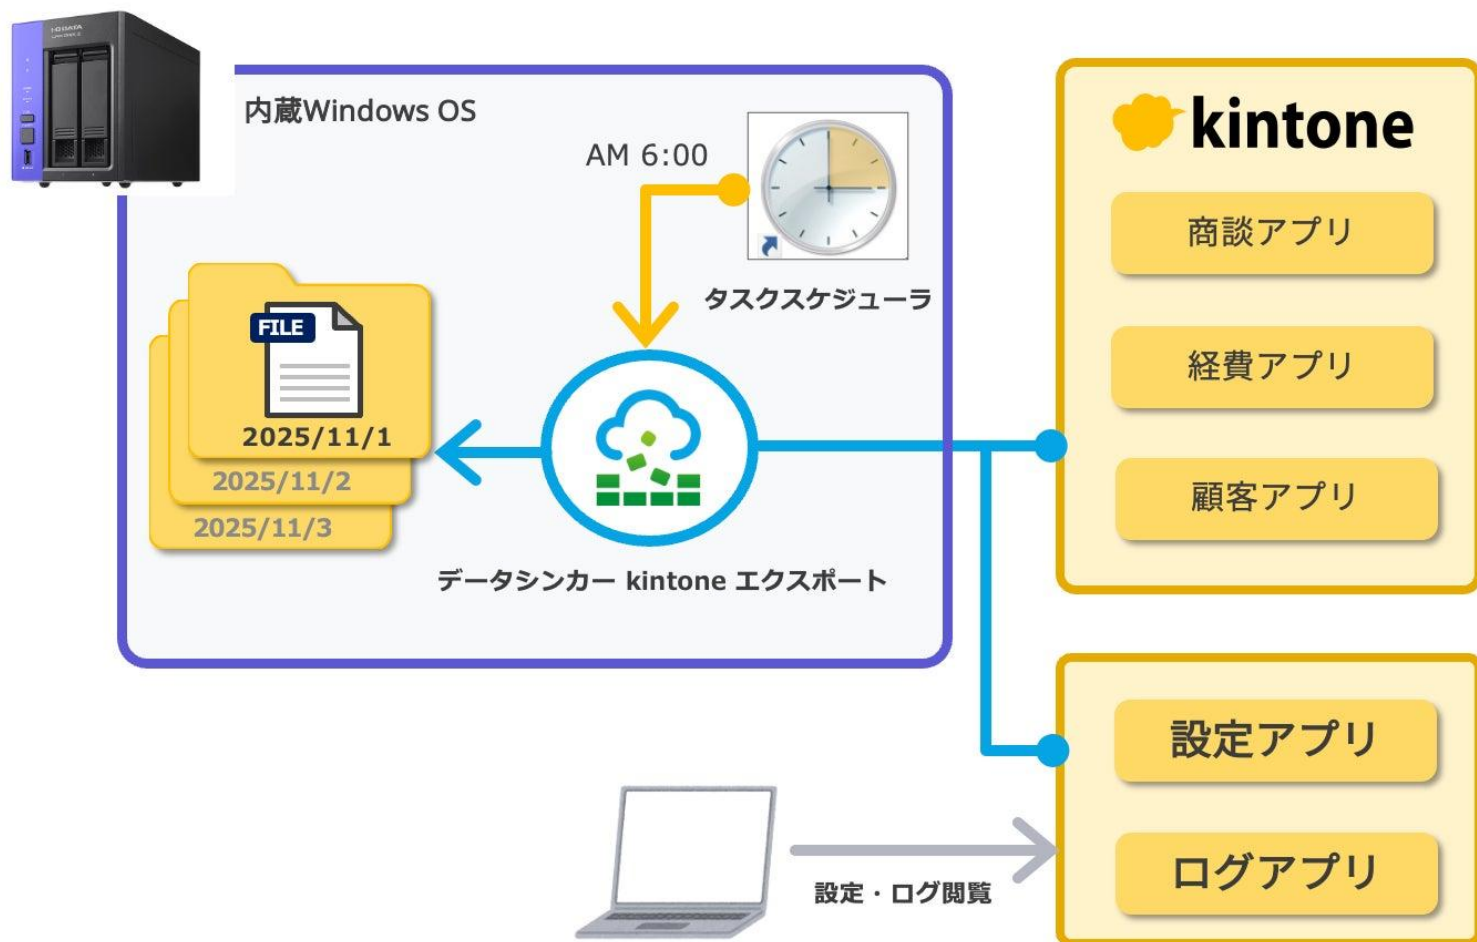 I-O DATA
内蔵Windows OS
AM 6:00
タスクスケジューラ
FILE
2025/11/1
2025/11/2
2025/11/3
データシンカー kintone エクスポート
kintone
商談アプリ
経費アプリ
顧客アプリ
設定アプリ
ログアプリ
設定・ログ閲覧